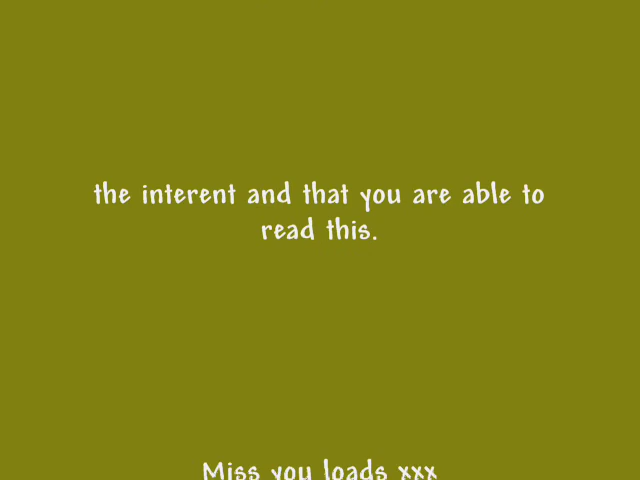 the interent and that you are able to
read this.
Miss you loads xxx